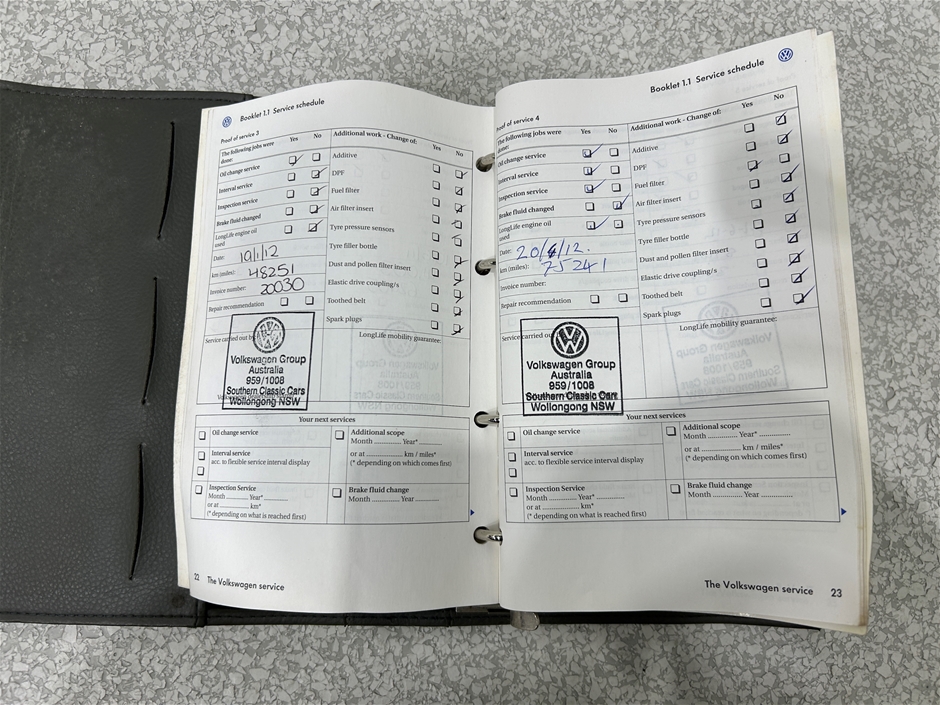 Booklet 1.1 Service schedule
Proof of service 3
The following jobs were done:
Yes No
Additional work - Change of:
Yes No
Oil change service
Interval service
Inspection service
Brake fluid changed
LongLife engine oil used
Date: 10/1/12
km (miles): 48251
Invoice number: 20030
Repair recommendation
Additive
DPF
Fuel filter
Air filter insert
Tyre pressure sensors
Tyre filler bottle
Dust and pollen filter insert
Elastic drive coupling/s
Toothed belt
Spark plugs
Service carried out by:
LongLife mobility guarantee:
Volkswagen Group
Australia
959/1008
Southern Classic Cars
Wollongong NSW
Your next services
Oil change service
Interval service
acc. to flexible service interval display
Inspection Service
Month ............ Year* ............
or at ............ km*
(* depending on what is reached first)
Additional scope
Month ............ Year* ............
or at ............ km / miles*
(* depending on which comes first)
Brake fluid change
Month ............ Year ............
22 The Volkswagen service
Booklet 1.1 Service schedule
Proof of service 4
The following jobs were done:
Yes No
Additional work - Change of:
Yes No
Oil change service
Interval service
Inspection service
Brake fluid changed
LongLife engine oil used
Date: 20/6/12.
km (miles): 75241
Invoice number:
Repair recommendation
Additive
DPF
Fuel filter
Air filter insert
Tyre pressure sensors
Tyre filler bottle
Dust and pollen filter insert
Elastic drive coupling/s
Toothed belt
Spark plugs
Service carried out
LongLife mobility guarantee:
Volkswagen Group
Australia
959/1008
Southern Classic Cars
Wollongong NSW
Your next services
Oil change service
Interval service
acc. to flexible service interval display
Inspection Service
Month ............ Year* ............
or at ............ km*
(* depending on what is reached first)
Additional scope
Month ............ Year* ............
or at ............ km / miles*
(* depending on which comes first)
Brake fluid change
Month ............ Year ............
The Volkswagen service 23